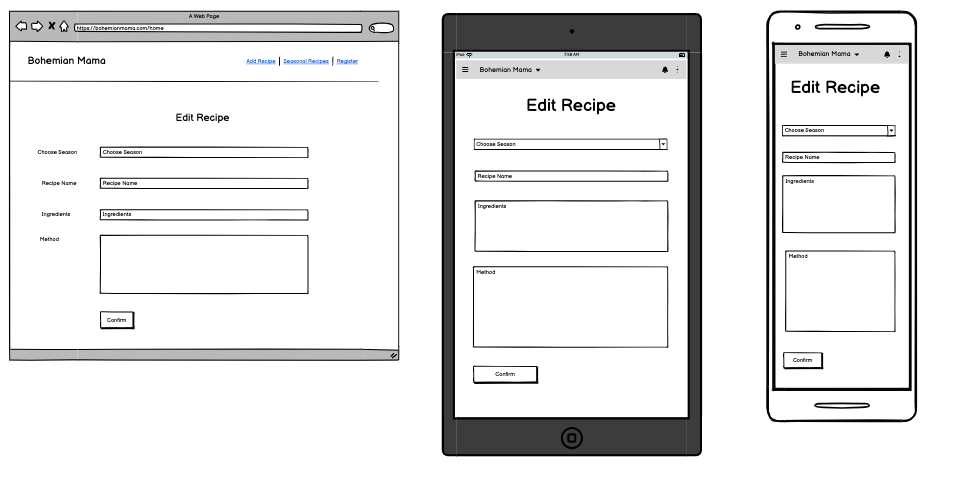 A Web Page
https://bohemianmama.com/home
Bohemian Mama
Add Recipe | Seasonal Recipes | Register
Edit Recipe
Choose Season
Choose Season
Recipe Name
Recipe Name
Ingredients
Ingredients
Method
Confirm
iPad 7:58 AM
Bohemian Mama
Edit Recipe
Choose Season
Recipe Name
Ingredients
Method
Confirm
Bohemian Mama
Edit Recipe
Choose Season
Recipe Name
Ingredients
Method
Confirm